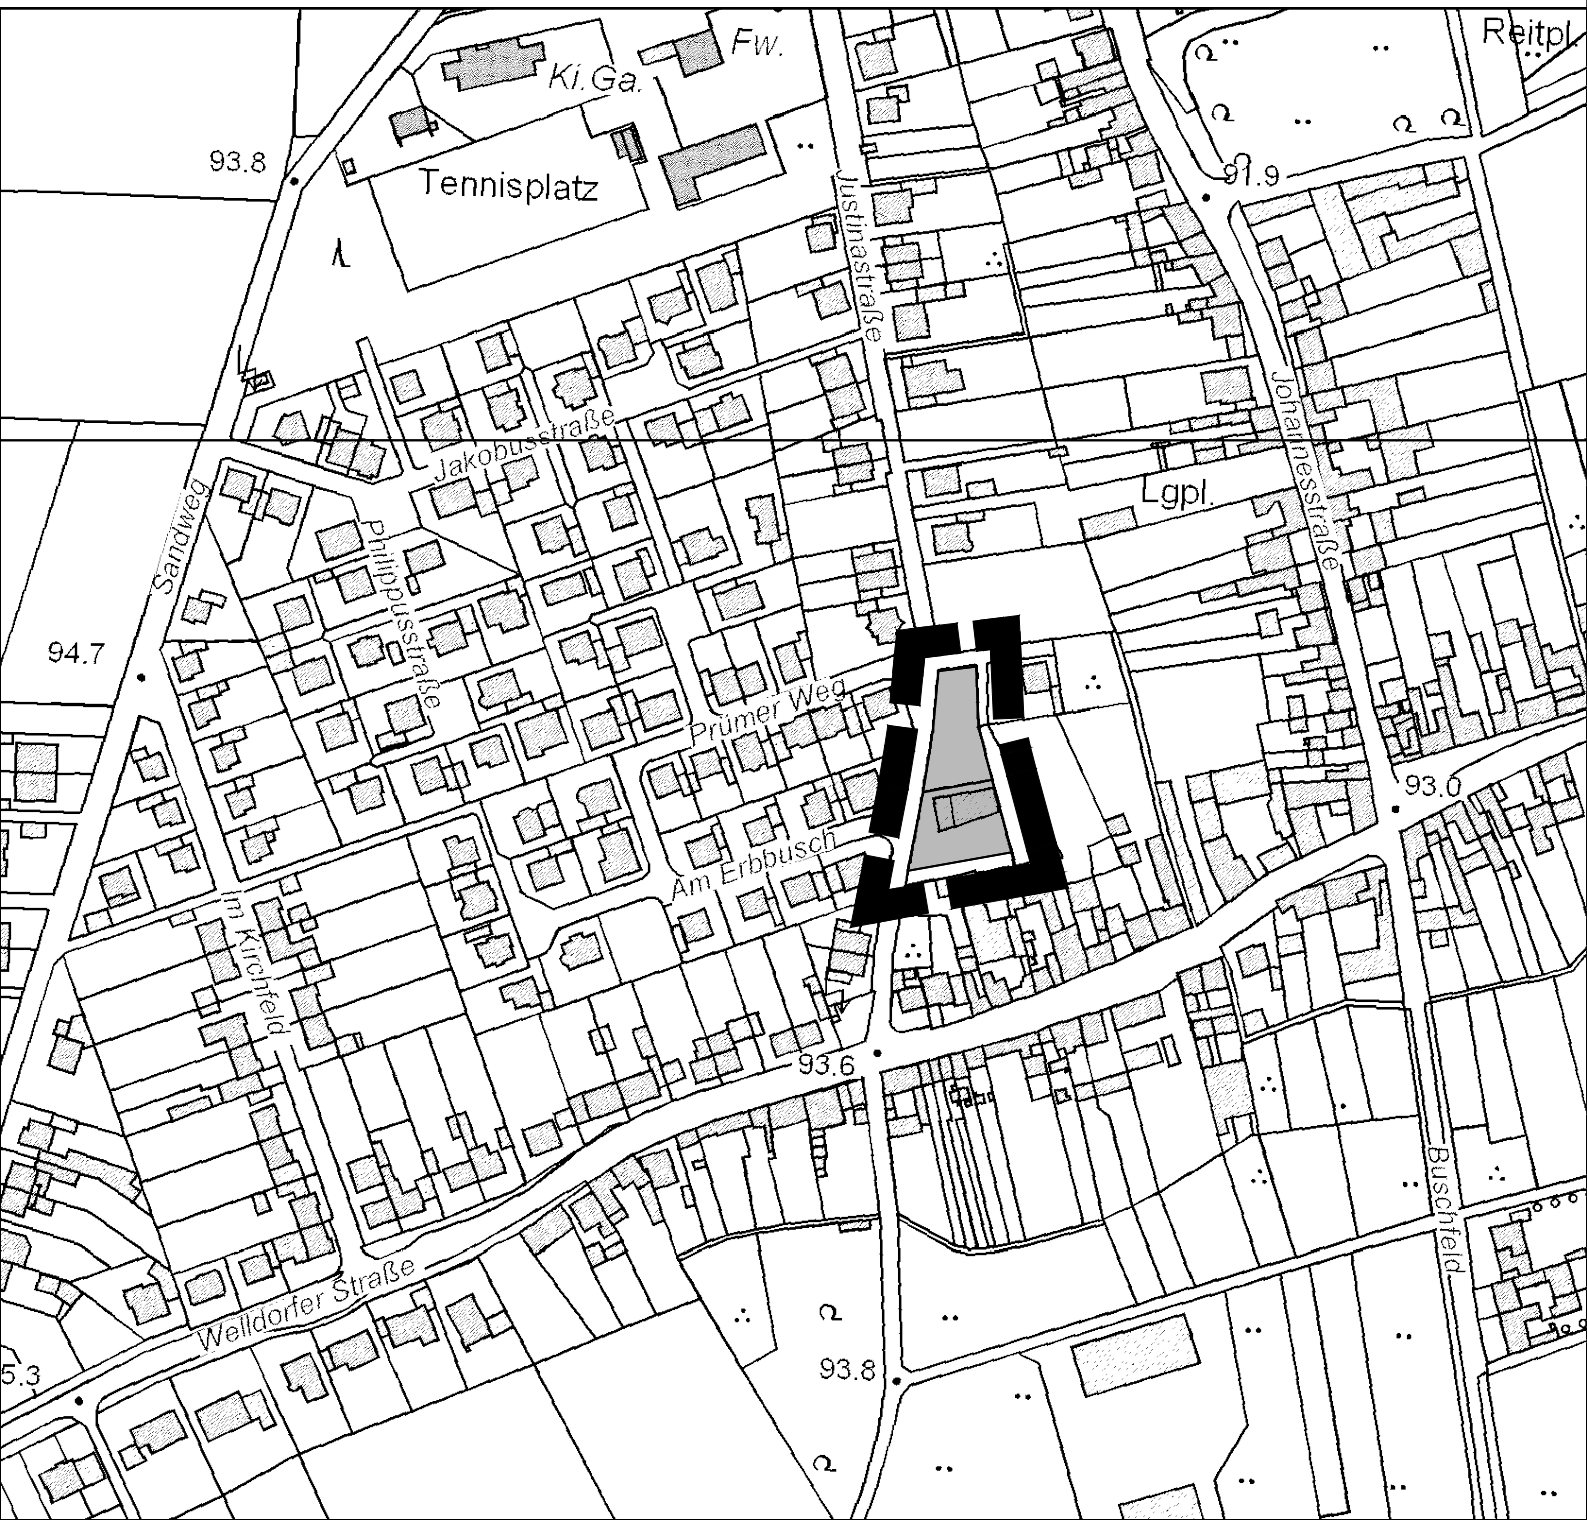 Reitpl.
Fw.
Ki.Ga.
93.8
Tennisplatz
91.9
Justinastraße
Johannesstraße
Jakobusstraße
Sandweg
Lgpl.
Philippusstraße
94.7
Prümer Weg
93.0
Am Erbbusch
Im Kirchfeld
93.6
Buschfeld
Welldorfer Straße
93.8
5.3